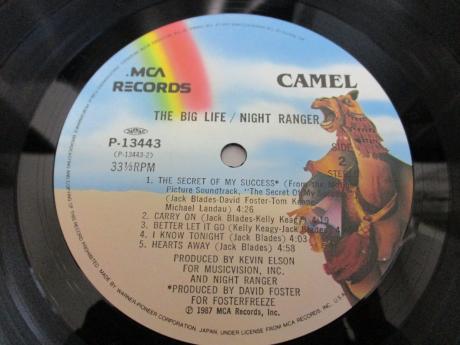 MCA
RECORDS
CAMEL
THE BIG LIFE / NIGHT RANGER
P-13443
(P-13443-2)
33⅓RPM
SIDE
2
STEREO
1. THE SECRET OF MY SUCCESS* (From the Motion
Picture Soundtrack, "The Secret Of My
(Jack Blades-David Foster-Tom Keane
Michael Landau) 4:26
2. CARRY ON (Jack Blades-Kelly Keagy) 4:10
3. BETTER LET IT GO (Kelly Keagy-Jack Blades)
4. I KNOW TONIGHT (Jack Blades) 4:03
5. HEARTS AWAY (Jack Blades) 4:58
PRODUCED BY KEVIN ELSON
FOR MUSICVISION, INC.
AND NIGHT RANGER
*PRODUCED BY DAVID FOSTER
FOR FOSTERFREEZE
© 1987 MCA Records, Inc.
MADE BY WARNER-PIONEER CORPORATION, JAPAN, UNDER LICENSE FROM MCA RECORDS, INC., U.S.A.